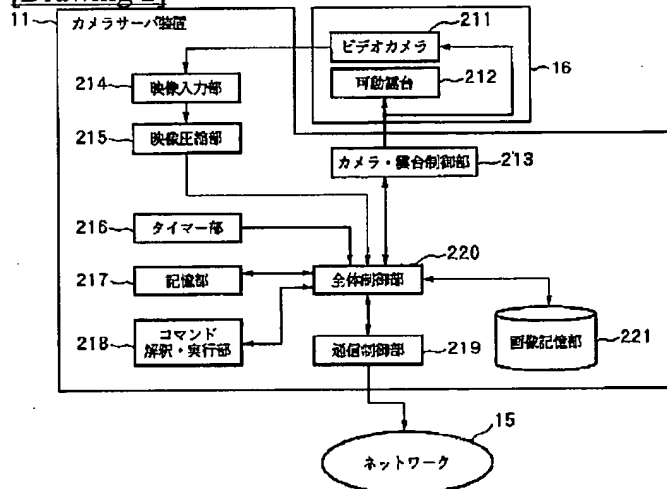 [Drawing 2]
11
カメラサーバ装置
211
ビデオカメラ
16
212
可動雲台
214
映像入力部
215
映像圧縮部
カメラ・雲台制御部
213
216
タイマー部
220
217
記憶部
全体制御部
218
コマンド
解釈・実行部
通信制御部
219
画像記憶部
221
15
ネットワーク